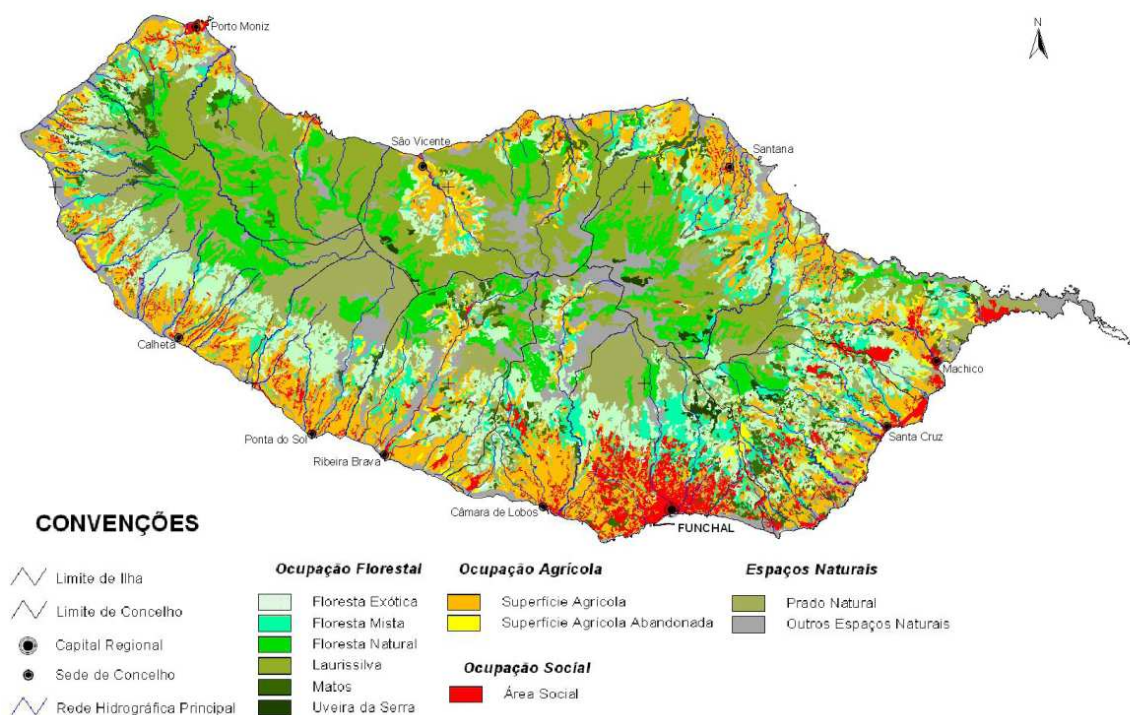 N
Porto Moniz
São Vicente
Santana
Calheta
Machico
Santa Cruz
Ponta do Sol
Ribeira Brava
Câmara de Lobos
FUNCHAL
CONVENÇÕES
Limite de Ilha
Limite de Concelho
Capital Regional
Sede de Concelho
Rede Hidrográfica Principal
Ocupação Florestal
Floresta Exótica
Floresta Mista
Floresta Natural
Laurissilva
Matos
Uveira da Serra
Ocupação Agrícola
Superfície Agrícola
Superfície Agrícola Abandonada
Ocupação Social
Área Social
Espaços Naturais
Prado Natural
Outros Espaços Naturais